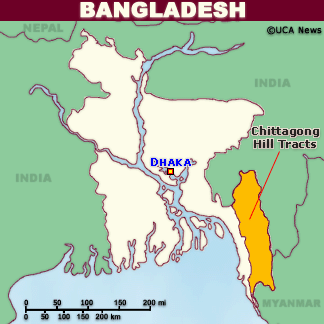 BANGLADESH
NEPAL
©UCA News
INDIA
Chittagong
Hill Tracts
DHAKA
INDIA
0 50 100 150 200 mi
0 50 100 150 200 km
MYANMAR